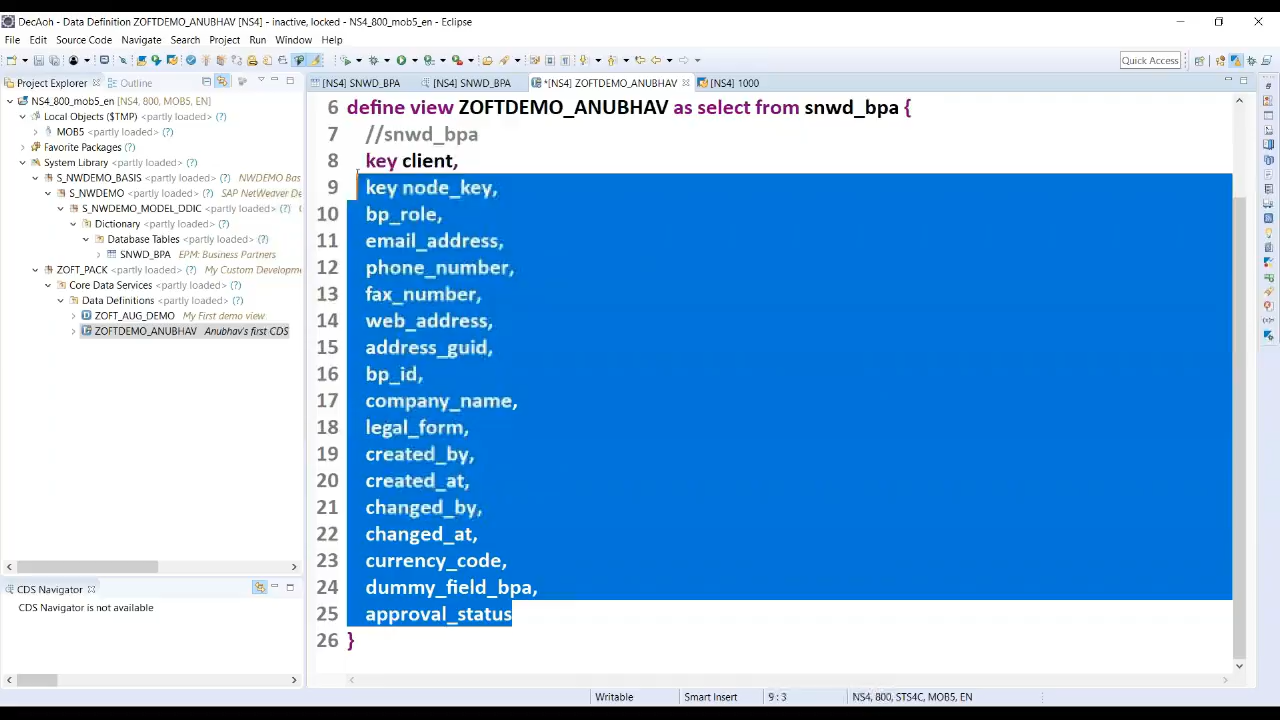 DecAoh - Data Definition ZOFTDEMO_ANUBHAV [NS4] - inactive, locked - NS4_800_mob5_en - Eclipse
File Edit Source Code Navigate Search Project Run Window Help
Quick Access
Project Explorer Outline
[NS4] SNWD_BPA [NS4] SNWD_BPA *[NS4] ZOFTDEMO_ANUBHAV [NS4] 1000
NS4_800_mob5_en [NS4, 800, MOB5, EN]
Local Objects ($TMP) (partly loaded) (?)
MOB5 (partly loaded) (?)
Favorite Packages (partly loaded) (?)
System Library (partly loaded) (?)
S_NWDEMO_BASIS (partly loaded) (?) NWDEMO Bas
S_NWDEMO (partly loaded) (?) SAP NetWeaver De
S_NWDEMO_MODEL_DDIC (partly loaded) (?)
Dictionary (partly loaded) (?)
Database Tables (partly loaded) (?)
SNWD_BPA EPM: Business Partners
ZOFT_PACK (partly loaded) (?) My Custom Developme
Core Data Services (partly loaded) (?)
Data Definitions (partly loaded) (?)
ZOFT_AUG_DEMO My First demo view
ZOFTDEMO_ANUBHAV Anubhav's first CDS
CDS Navigator
CDS Navigator is not available
6 define view ZOFTDEMO_ANUBHAV as select from snwd_bpa {
7 //snwd_bpa
8 key client,
9 key node_key,
10 bp_role,
11 email_address,
12 phone_number,
13 fax_number,
14 web_address,
15 address_guid,
16 bp_id,
17 company_name,
18 legal_form,
19 created_by,
20 created_at,
21 changed_by,
22 changed_at,
23 currency_code,
24 dummy_field_bpa,
25 approval_status
26 }
Writable Smart Insert 9 : 3 NS4, 800, STS4C, MOB5, EN